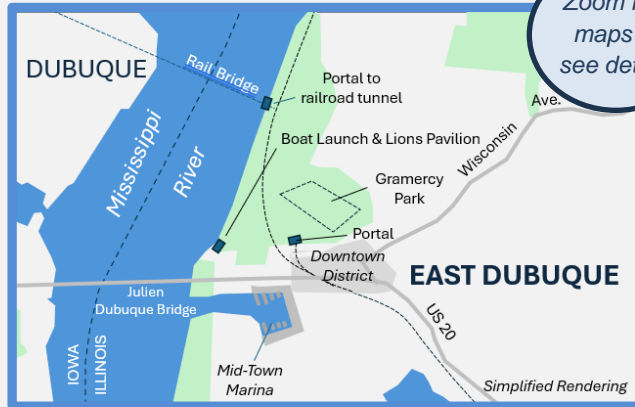 Zoom
maps
see
DUBUQUE
Rail Bridge
Portal to
railroad tunnel
Ave.
Boat Launch & Lions Pavilion
Wisconsin
Mississippi
River
Gramercy
Park
Portal
Downtown
District
EAST DUBUQUE
Julien
Dubuque Bridge
US 20
IOWA
ILLINOIS
Mid-Town
Marina
Simplified Rendering